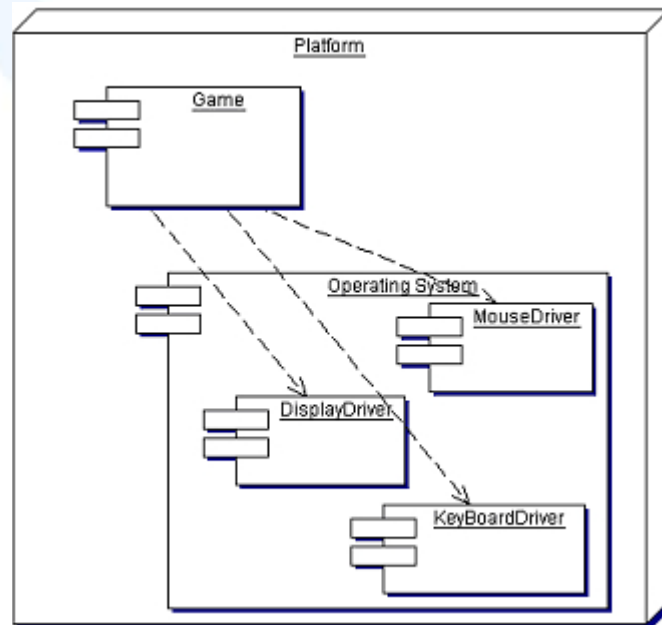 Platform
Game
Operating System
MouseDriver
DisplayDriver
KeyBoardDriver